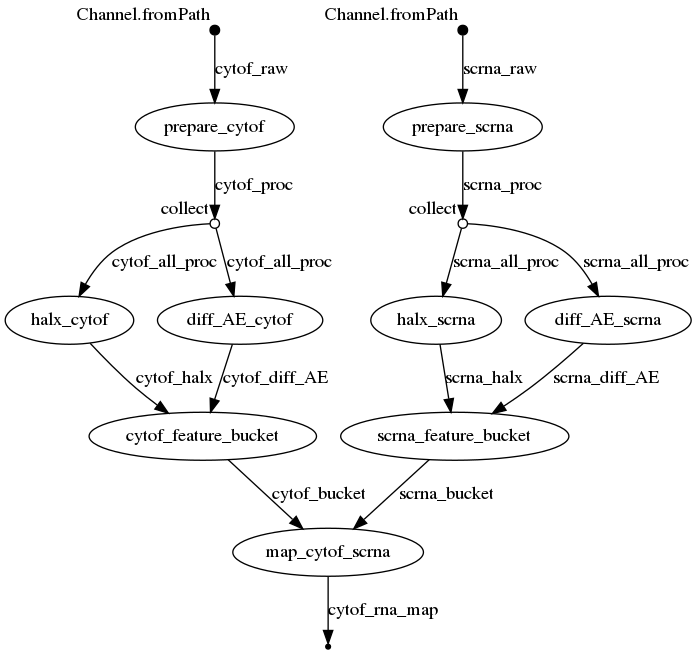 Channel.fromPath
Channel.fromPath
cytof_raw
scrna_raw
prepare_cytof
prepare_scrna
cytof_proc
scrna_proc
collect
collect
cytof_all_proc
cytof_all_proc
scrna_all_proc
scrna_all_proc
halx_cytof
diff_AE_cytof
halx_scrna
diff_AE_scrna
cytof_halx
cytof_diff_AE
scrna_halx
scrna_diff_AE
cytof_feature_bucket
scrna_feature_bucket
cytof_bucket
scrna_bucket
map_cytof_scrna
cytof_rna_map